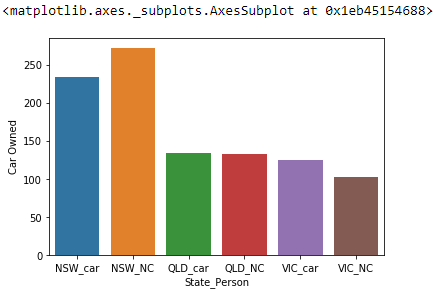 <matplotlib.axes._subplots.AxesSubplot at 0x1eb45154688>
250
200
150
100
50
0
Car Owned
NSW_car NSW_NC QLD_car QLD_NC VIC_car VIC_NC
State_Person